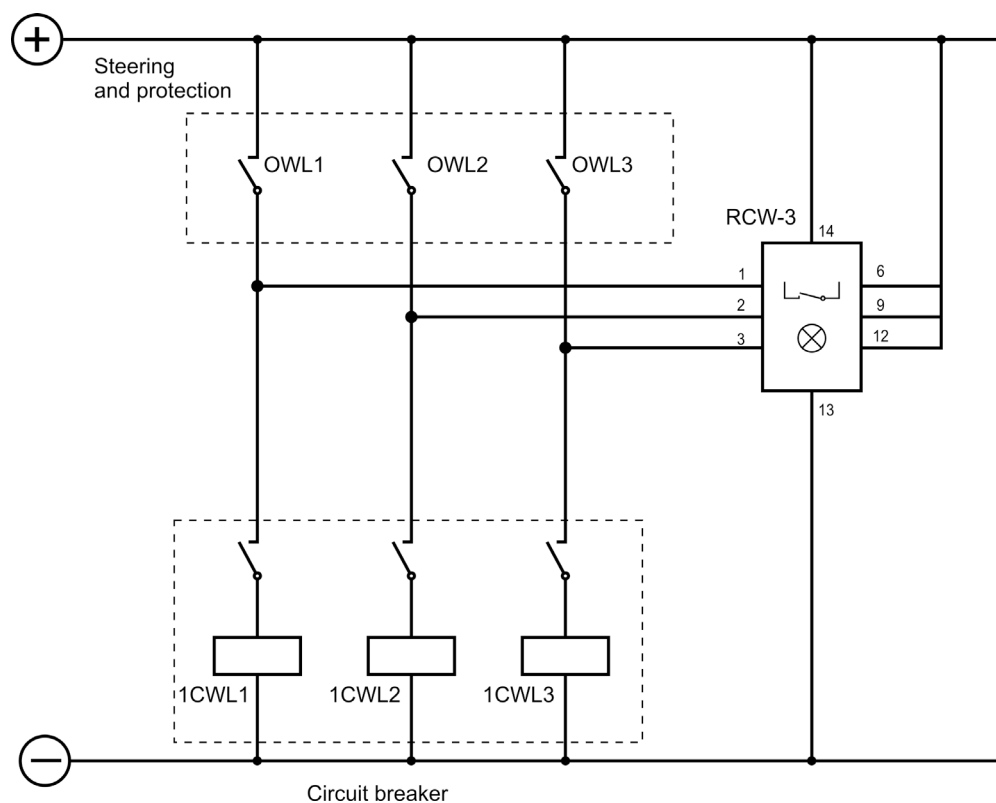 +
Steering
and protection
OWL1
OWL2
OWL3
RCW-3
14
1
6
2
9
3
12
13
1CWL1
1CWL2
1CWL3
−
Circuit breaker